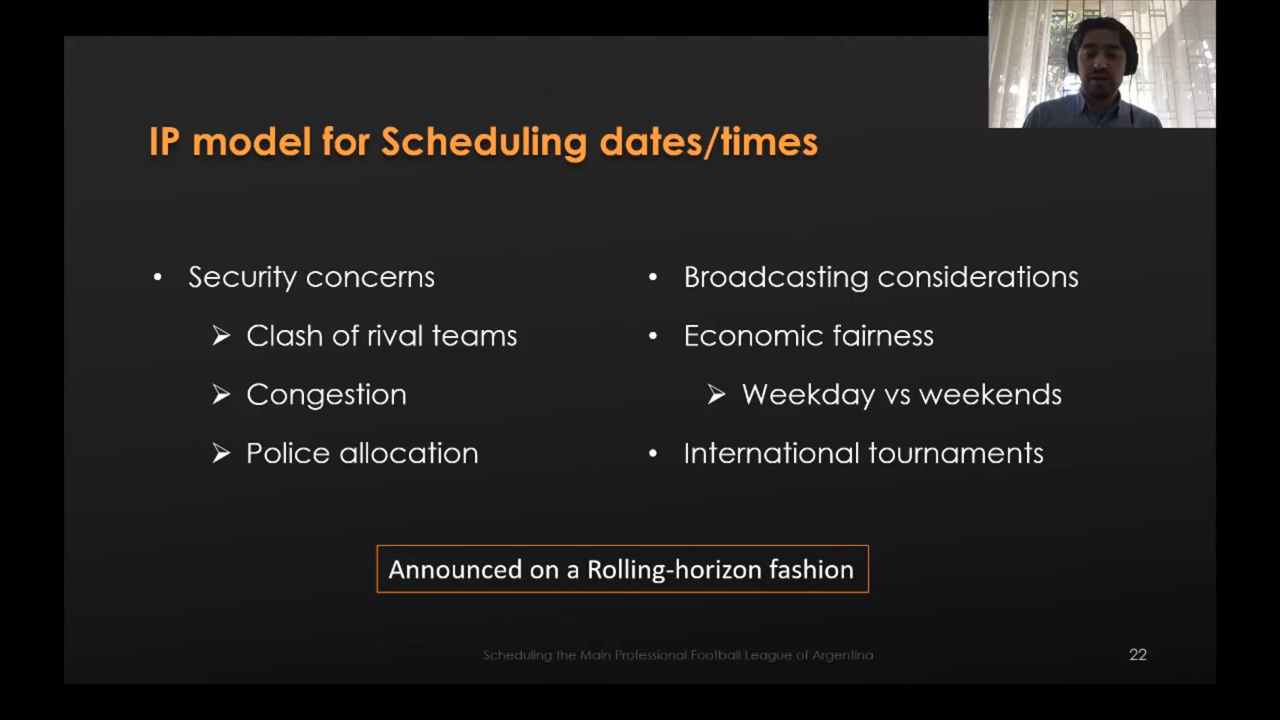 IP model for Scheduling dates/times
• Security concerns
➢ Clash of rival teams
➢ Congestion
➢ Police allocation
• Broadcasting considerations
• Economic fairness
➢ Weekday vs weekends
• International tournaments
Announced on a Rolling-horizon fashion
Scheduling the Main Professional Football League of Argentina
22